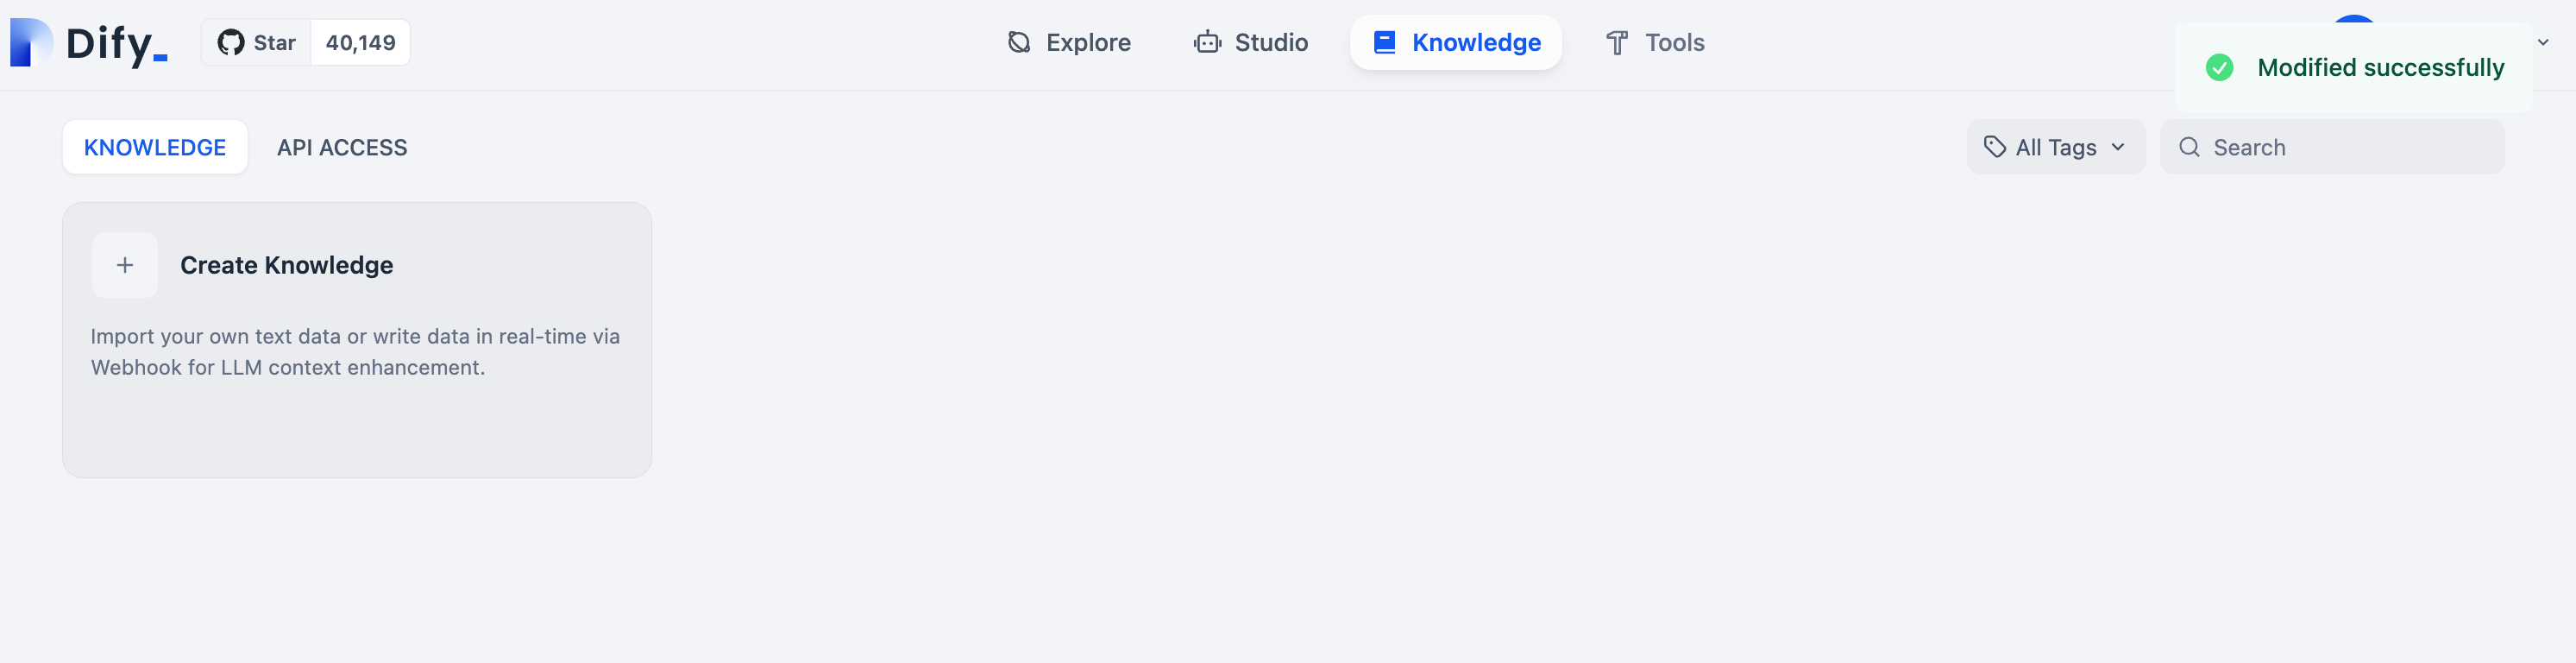 Dify_
Star 40,149
Explore
Studio
Knowledge
Tools
Modified successfully
KNOWLEDGE
API ACCESS
All Tags
Search
Create Knowledge
Import your own text data or write data in real-time via
Webhook for LLM context enhancement.